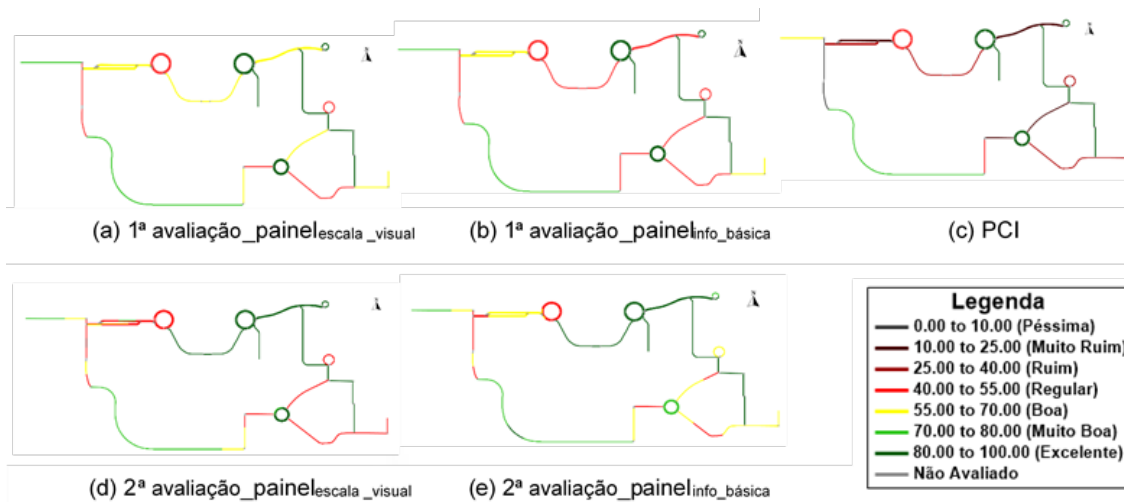 (a) 1ª avaliação_painelescala_visual
(b) 1ª avaliação_painelinfo_básica
(c) PCI
(d) 2ª avaliação_painelescala_visual
(e) 2ª avaliação_painelinfo_básica
Legenda
0.00 to 10.00 (Péssima)
10.00 to 25.00 (Muito Ruim)
25.00 to 40.00 (Ruim)
40.00 to 55.00 (Regular)
55.00 to 70.00 (Boa)
70.00 to 80.00 (Muito Boa)
80.00 to 100.00 (Excelente)
Não Avaliado